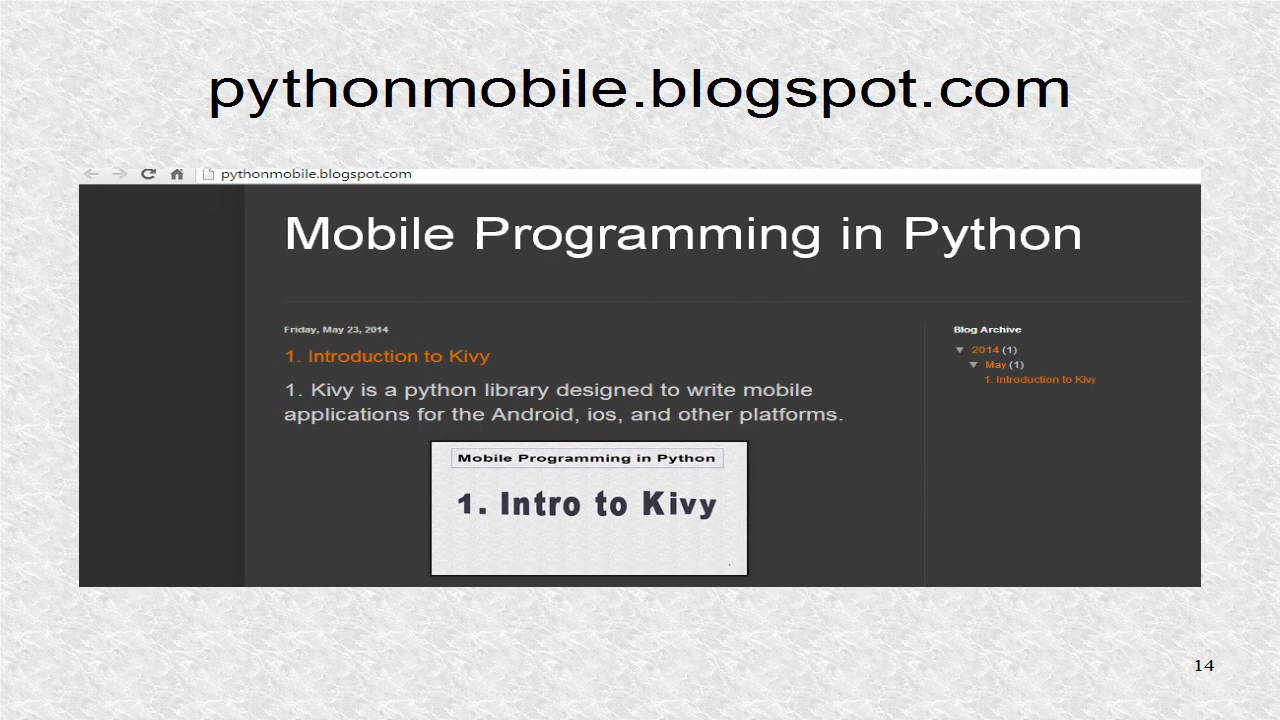 pythonmobile.blogspot.com
pythonmobile.blogspot.com
Mobile Programming in Python
Friday, May 23, 2014
1. Introduction to Kivy
1. Kivy is a python library designed to write mobile
applications for the Android, ios, and other platforms.
Mobile Programming in Python
1. Intro to Kivy
Blog Archive
2014 (1)
May (1)
1. Introduction to Kivy
14